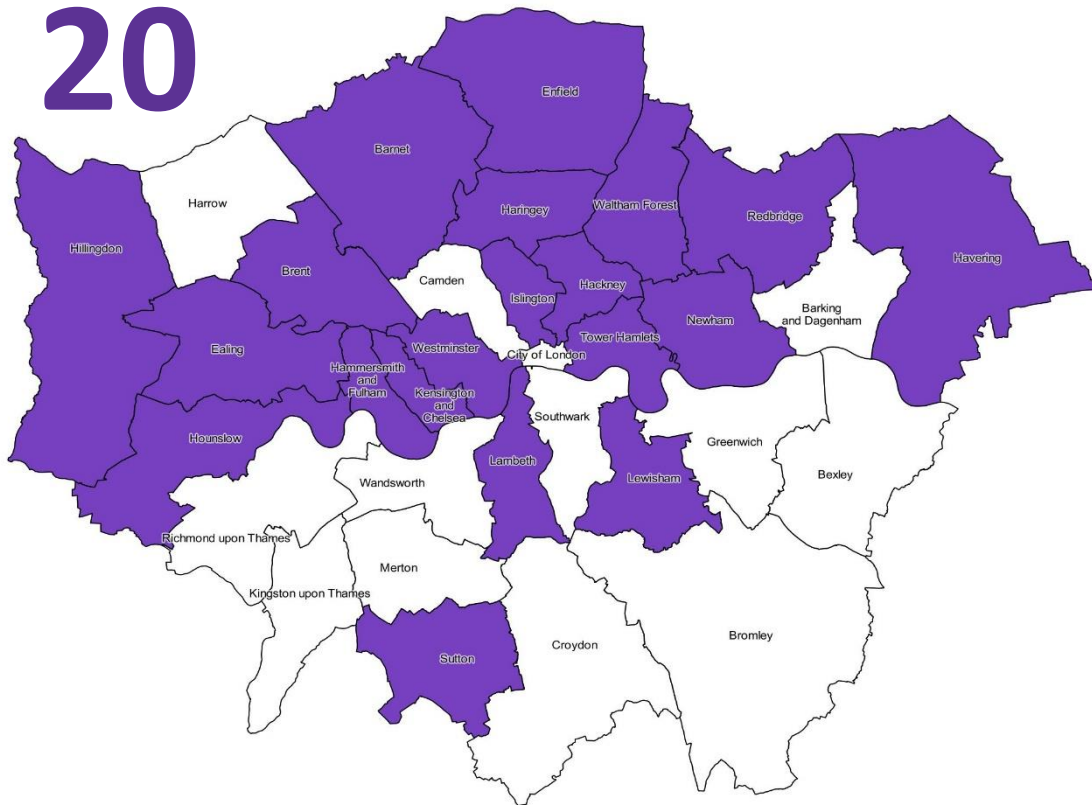 20
Enfield
Barnet
Harrow
Haringey
Waltham Forest
Redbridge
Hillingdon
Havering
Brent
Camden
Islington
Hackney
Barking
and Dagenham
Newham
Tower Hamlets
Ealing
Westminster
City of London
Hammersmith
and
Fulham
Kensington
and
Chelsea
Southwark
Hounslow
Greenwich
Lambeth
Bexley
Wandsworth
Lewisham
Richmond upon Thames
Merton
Kingston upon Thames
Bromley
Croydon
Sutton